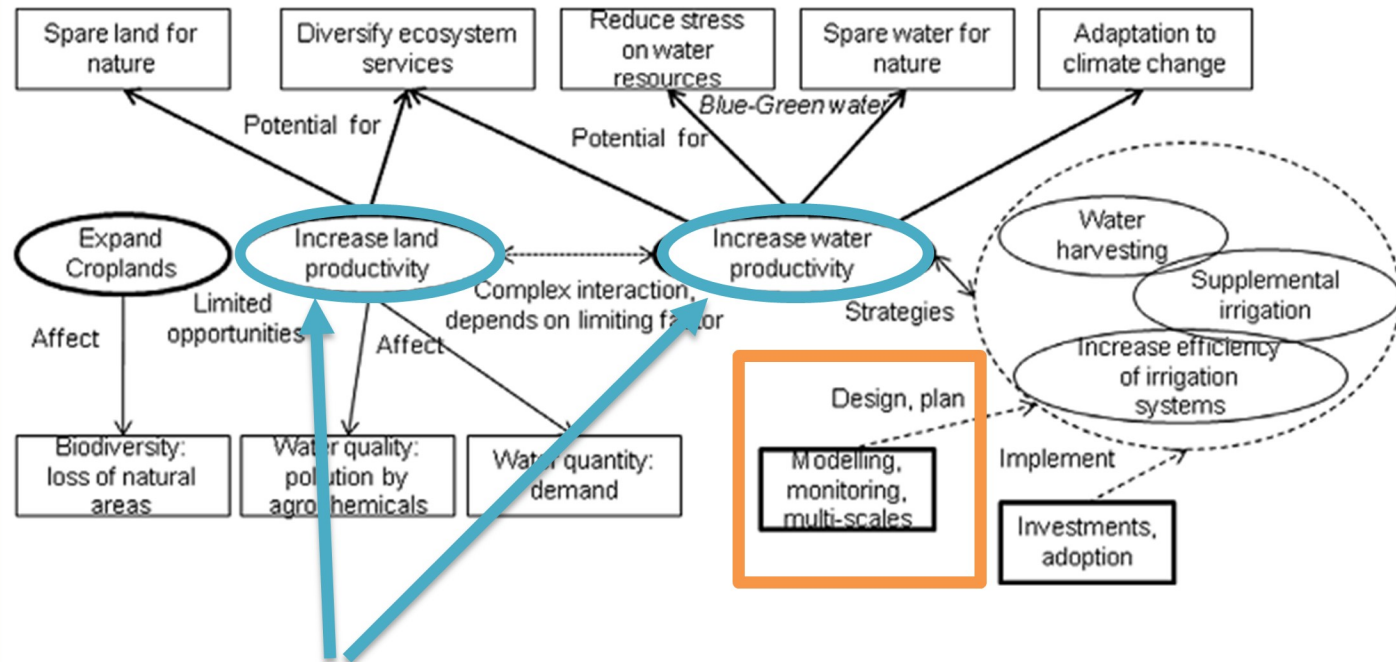 Spare land for
nature
Diversify ecosystem
services
Reduce stress
on water
resources
Spare water for
nature
Adaptation to
climate change
Blue-Green water
Potential for
Potential for
Expand
Croplands
Increase land
productivity
Increase water
productivity
Water
harvesting
Supplemental
irrigation
Increase efficiency
of irrigation
systems
Limited
opportunities
Complex interaction,
depends on limiting factor
Strategies
Affect
Affect
Design, plan
Implement
Biodiversity:
loss of natural
areas
Water quality:
pollution by
agrochemicals
Water quantity:
demand
Modelling,
monitoring,
multi-scales
Investments,
adoption